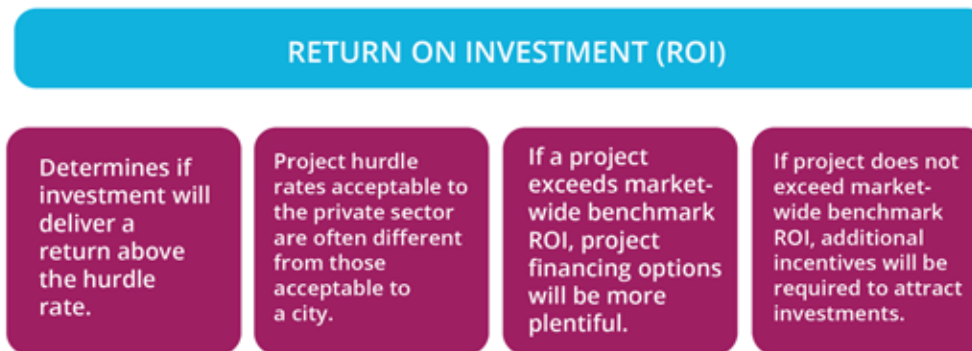 RETURN ON INVESTMENT (ROI)
Determines if
investment will
deliver a
return above
the hurdle
rate.
Project hurdle
rates acceptable to
the private sector
are often different
from those
acceptable to
a city.
If a project
exceeds market-
wide benchmark
ROI, project
financing options
will be more
plentiful.
If project does not
exceed market-
wide benchmark
ROI, additional
incentives will be
required to attract
investments.